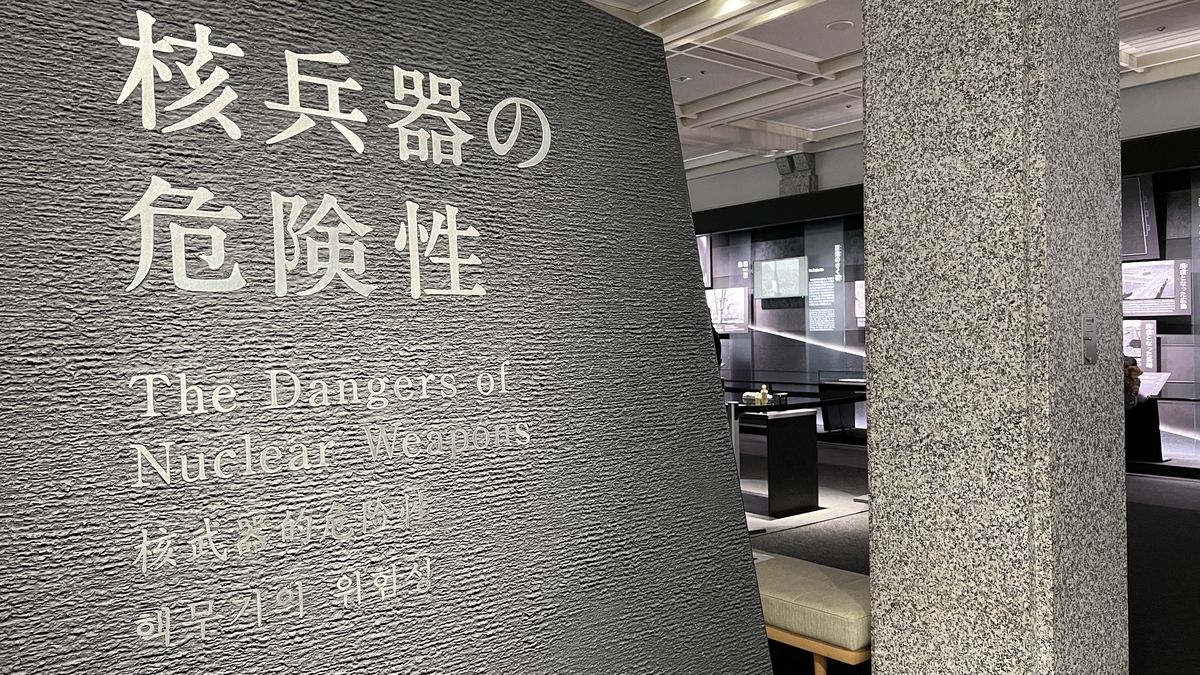 核兵器の
危険性
The Dangers of
Nuclear Weapons
核武器的危险性
핵무기의 위험성